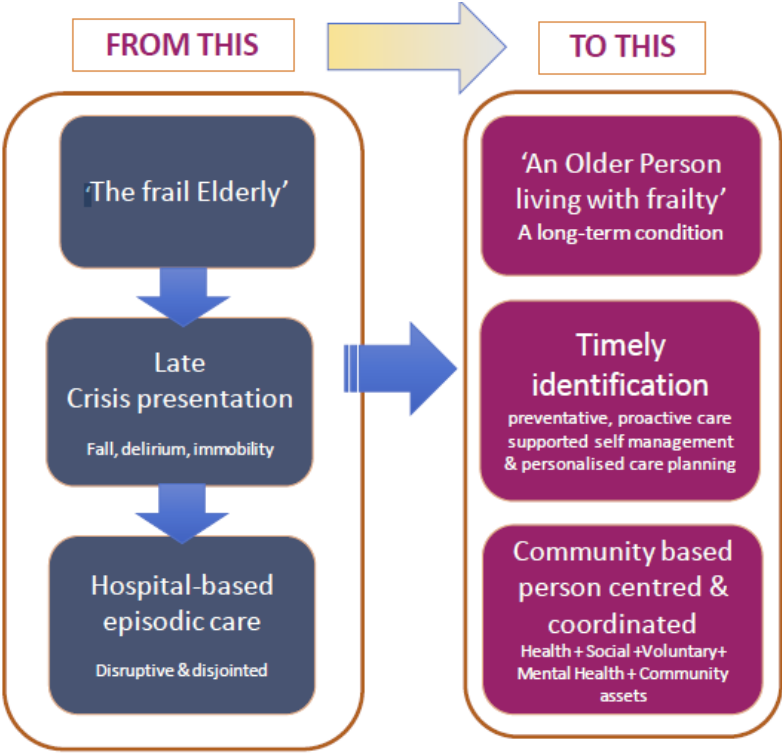 FROM THIS
TO THIS
‘The frail Elderly’
Late
Crisis presentation
Fall, delirium, immobility
Hospital-based
episodic care
Disruptive & disjointed
‘An Older Person
living with frailty’
A long-term condition
Timely
identification
preventative, proactive care
supported self management
& personalised care planning
Community based
person centred &
coordinated
Health + Social +Voluntary+
Mental Health + Community
assets